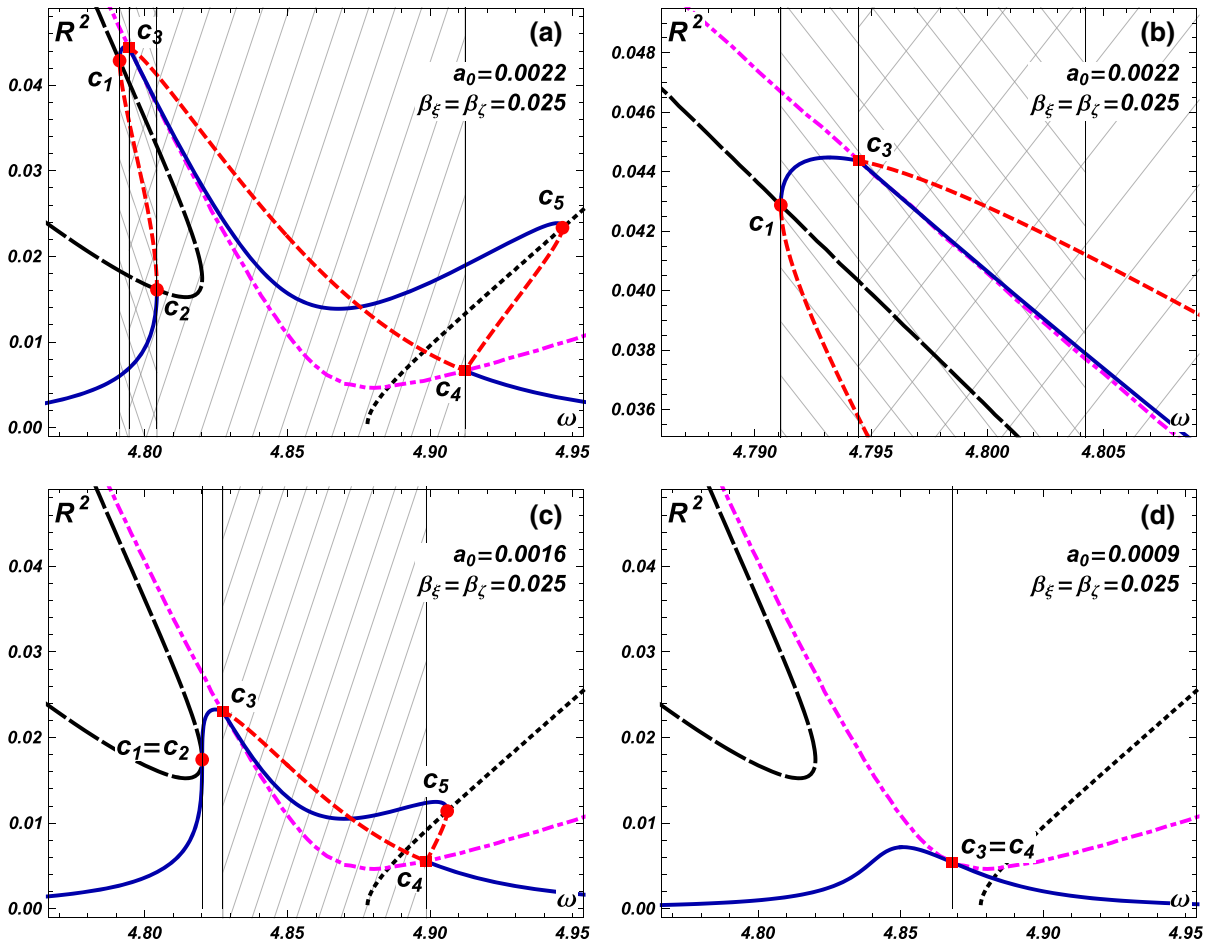 R² c₃ (a)
0.04 c₁ a₀=0.0022
β_ξ=β_ζ=0.025
0.03
c₅
0.02
c₂
0.01
c₄
0.00 ω
4.80 4.85 4.90 4.95
0.048 R² (b)
a₀=0.0022
0.046 β_ξ=β_ζ=0.025
c₃
0.044
0.042 c₁
0.040
0.038
0.036 ω
4.790 4.795 4.800 4.805
R² (c)
0.04 a₀=0.0016
β_ξ=β_ζ=0.025
0.03
c₃
0.02 c₁=c₂
c₅
0.01
c₄
0.00 ω
4.80 4.85 4.90 4.95
R² (d)
0.04 a₀=0.0009
β_ξ=β_ζ=0.025
0.03
0.02
0.01 c₃=c₄
0.00 ω
4.80 4.85 4.90 4.95